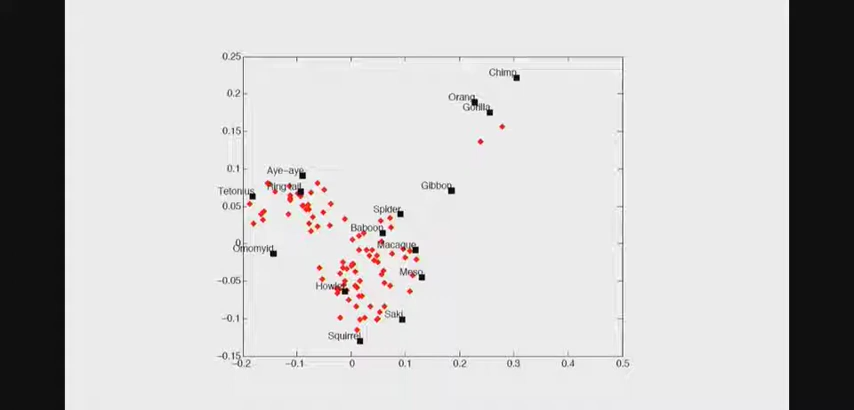 0.25
Chimp
0.2
Orang
Gorilla
0.15
0.1
Aye-aye
Ring-tail
Tetonius
Gibbon
0.05
Spider
Baboon
0
Macaque
Omomyid
-0.05
Meso
Howler
-0.1
Saki
Squirrel
-0.15
-0.2
-0.1
0
0.1
0.2
0.3
0.4
0.5